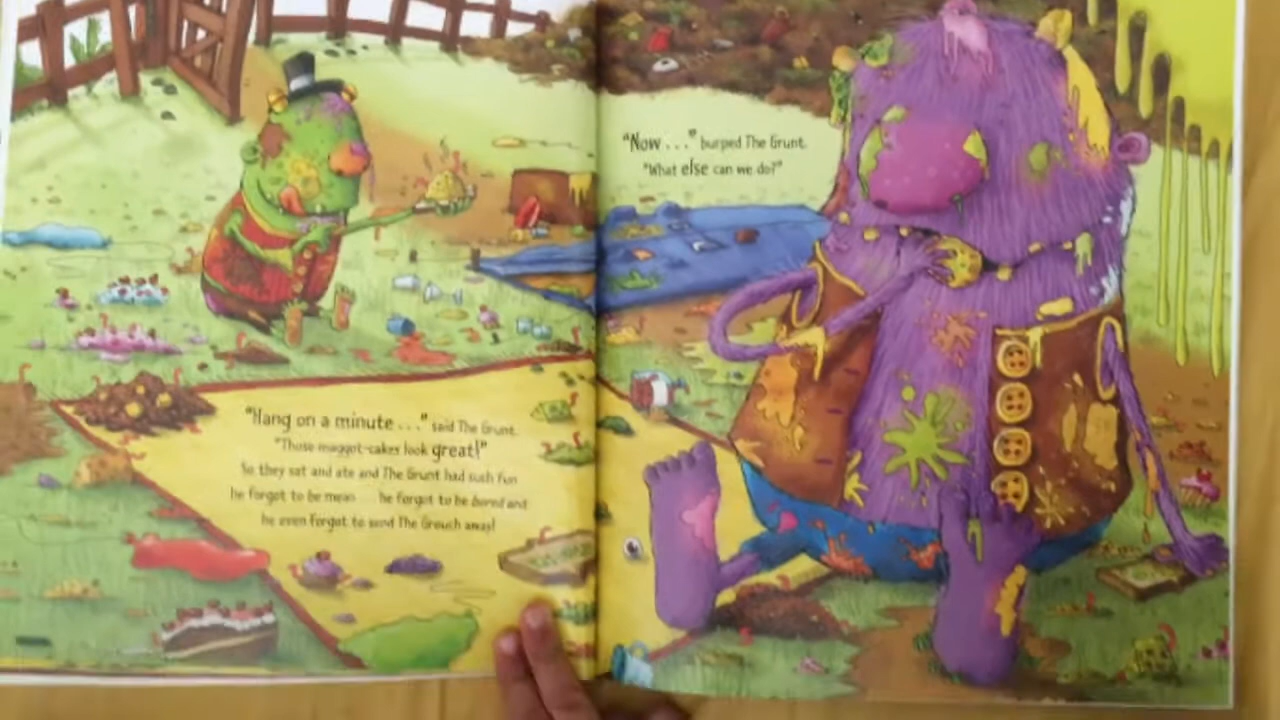 "Hang on a minute . . ." said The Grunt.
"Those maggot-cakes look great!"
So they sat and ate and The Grunt had such fun
he forgot to be mean . . . he forgot to be bored and
he even forgot to send The Grouch away!
"Now . . ." burped The Grunt.
"What else can we do?"